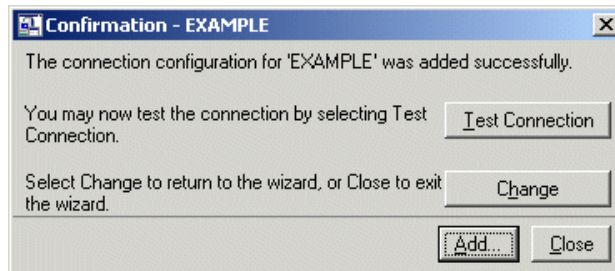 Confirmation - EXAMPLE
The connection configuration for 'EXAMPLE' was added successfully.
You may now test the connection by selecting Test
Connection.
Test Connection
Select Change to return to the wizard, or Close to exit
the wizard.
Change
Add...
Close